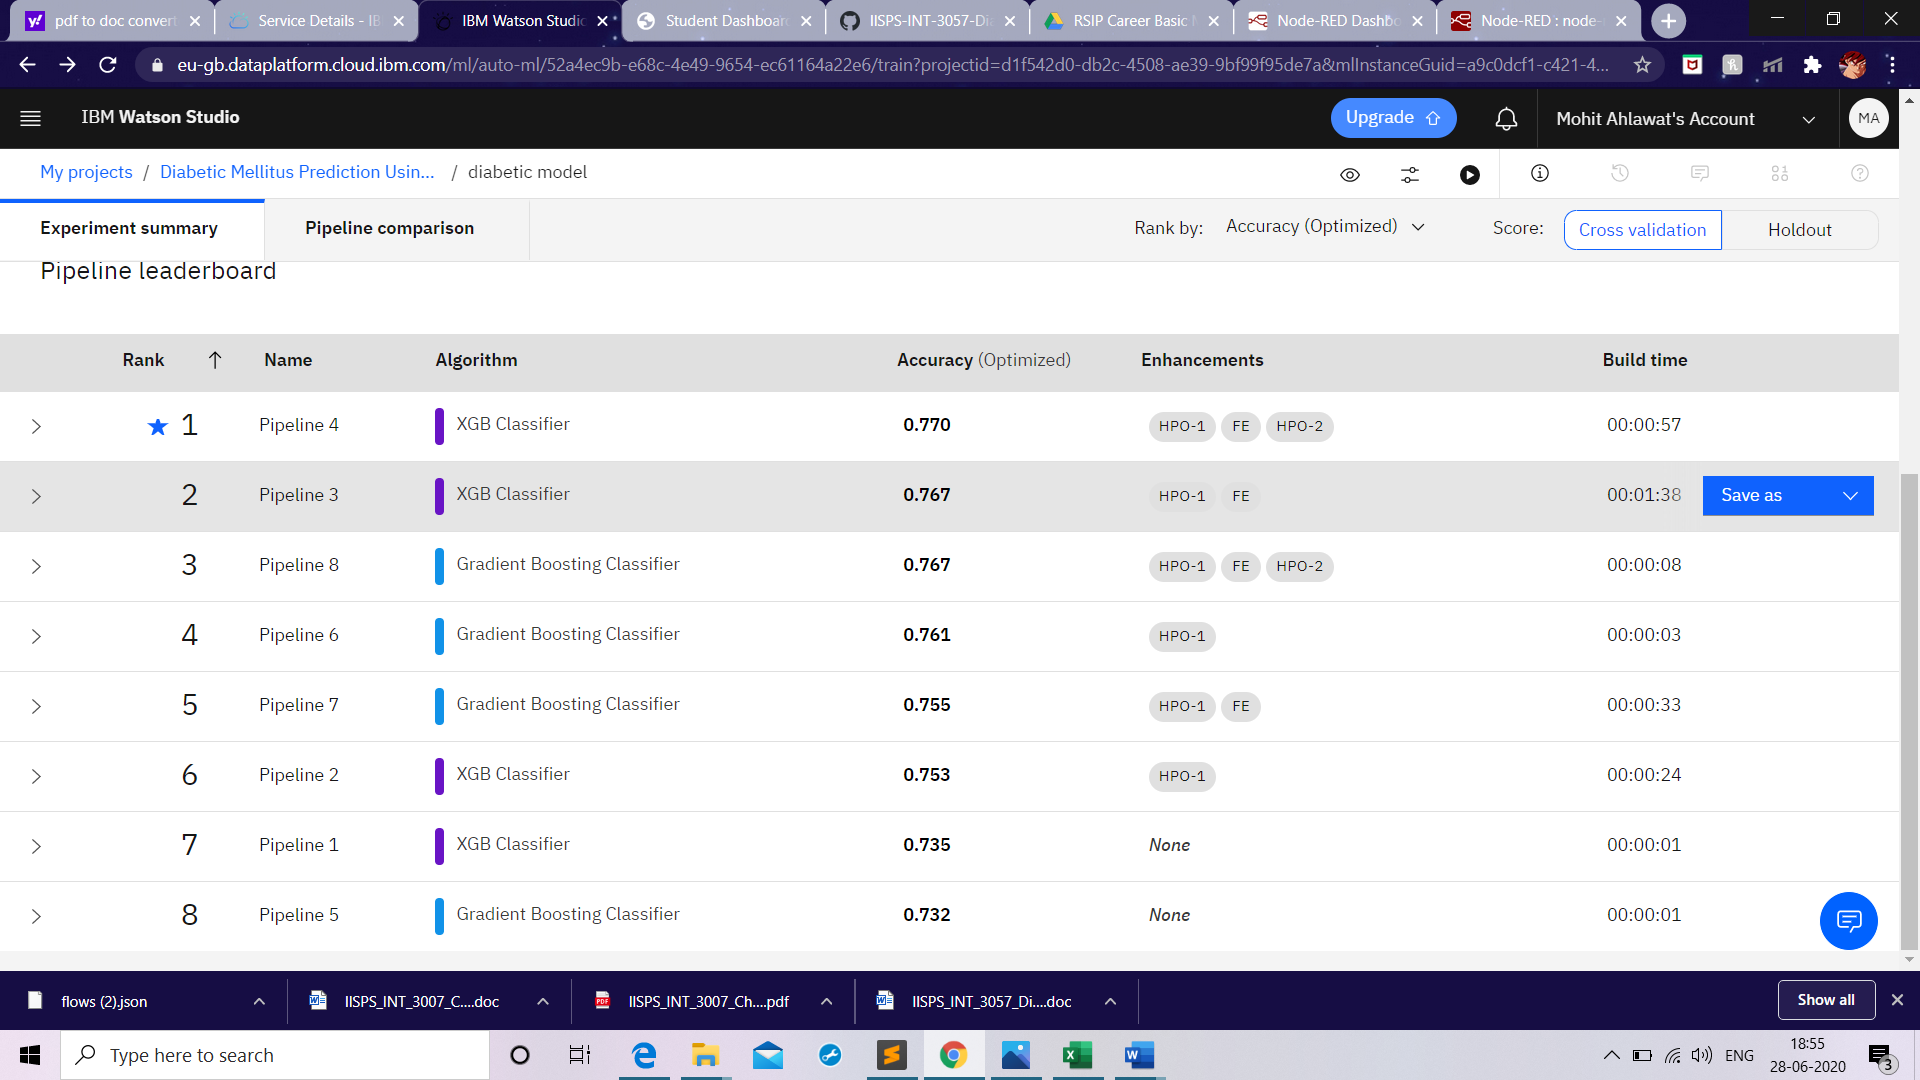 pdf to doc convert
Service Details - IB
IBM Watson Studio
Student Dashboard
IISPS-INT-3057-Di
RSIP Career Basic
Node-RED Dashbo
Node-RED : node-
eu-gb.dataplatform.cloud.ibm.com/ml/auto-ml/52a4ec9b-e68c-4e49-9654-ec61164a22e6/train?projectid=d1f542d0-db2c-4508-ae39-9bf99f95de7a&mlInstanceGuid=a9c0dcf1-c421-4...
IBM Watson Studio
Upgrade
Mohit Ahlawat's Account
MA
My projects / Diabetic Mellitus Prediction Usin... / diabetic model
Experiment summary
Pipeline comparison
Rank by: Accuracy (Optimized)
Score: Cross validation Holdout
Pipeline leaderboard
Rank Name Algorithm Accuracy (Optimized) Enhancements Build time
1 Pipeline 4 XGB Classifier 0.770 HPO-1 FE HPO-2 00:00:57
2 Pipeline 3 XGB Classifier 0.767 HPO-1 FE 00:01:38 Save as
3 Pipeline 8 Gradient Boosting Classifier 0.767 HPO-1 FE HPO-2 00:00:08
4 Pipeline 6 Gradient Boosting Classifier 0.761 HPO-1 00:00:03
5 Pipeline 7 Gradient Boosting Classifier 0.755 HPO-1 FE 00:00:33
6 Pipeline 2 XGB Classifier 0.753 HPO-1 00:00:24
7 Pipeline 1 XGB Classifier 0.735 None 00:00:01
8 Pipeline 5 Gradient Boosting Classifier 0.732 None 00:00:01
flows (2).json
IISPS_INT_3007_C....doc
IISPS_INT_3007_Ch....pdf
IISPS_INT_3057_Di....doc
Show all
Type here to search
ENG
18:55
28-06-2020
3